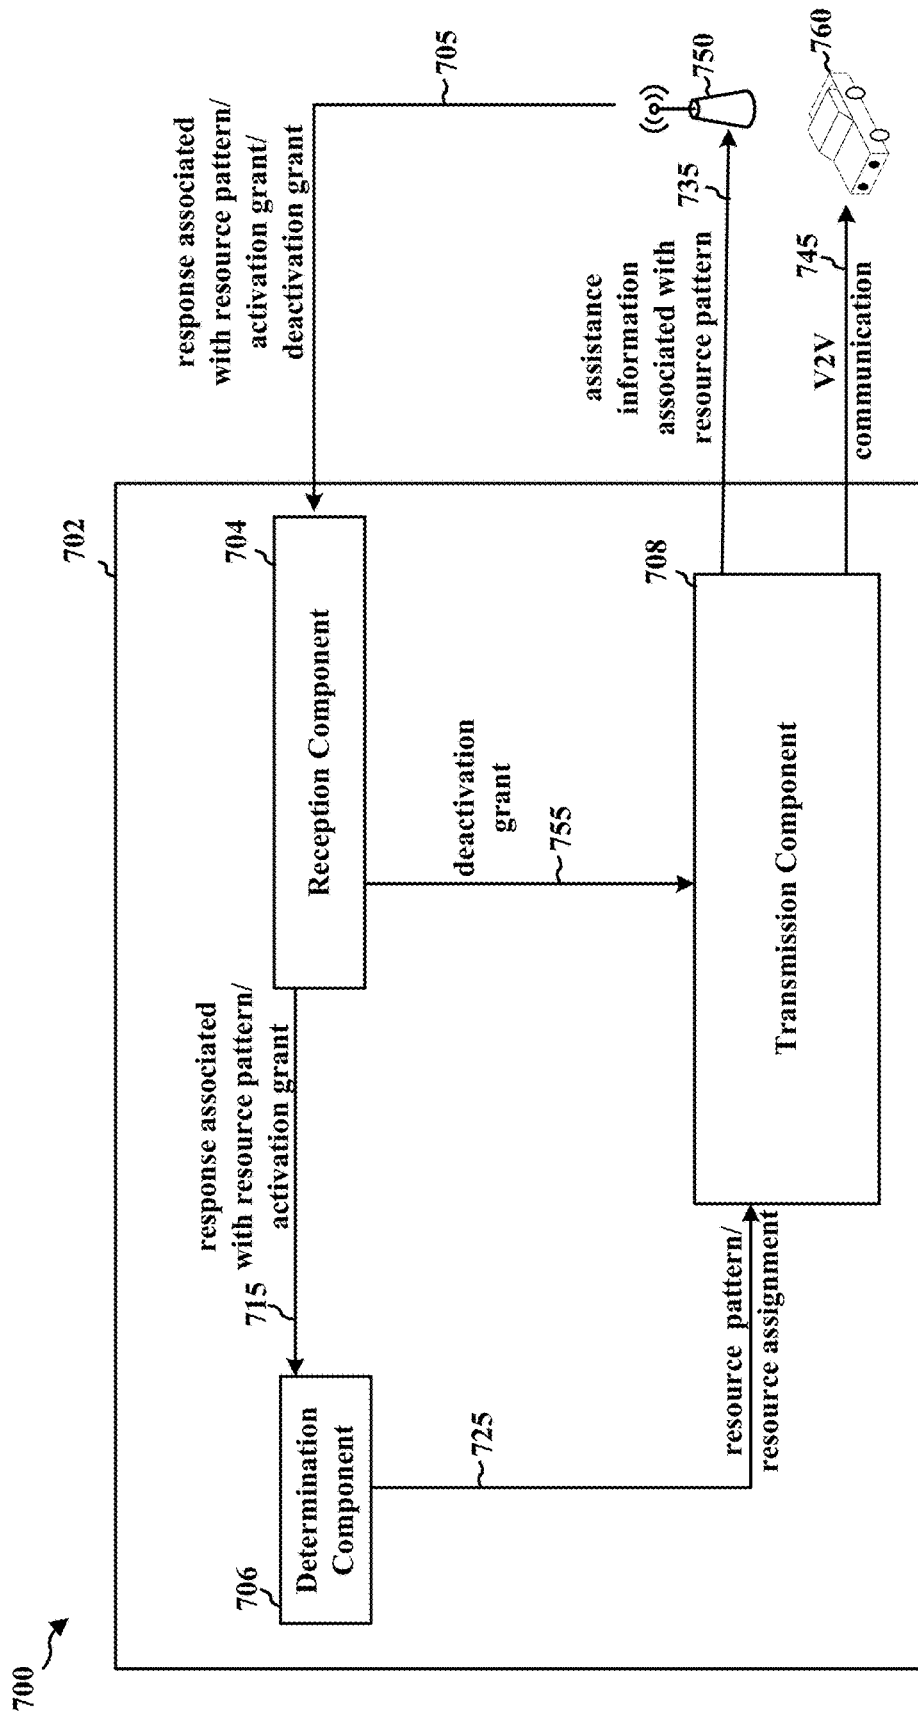 700
702
706
Determination
Component
715
response associated
with resource pattern/
activation grant
704
Reception Component
response associated
with resource pattern/
activation grant/
deactivation grant
705
725
resource pattern/
resource assignment
deactivation
grant
755
708
Transmission Component
assistance
information
associated with
resource pattern
735
750
V2V
communication
745
760